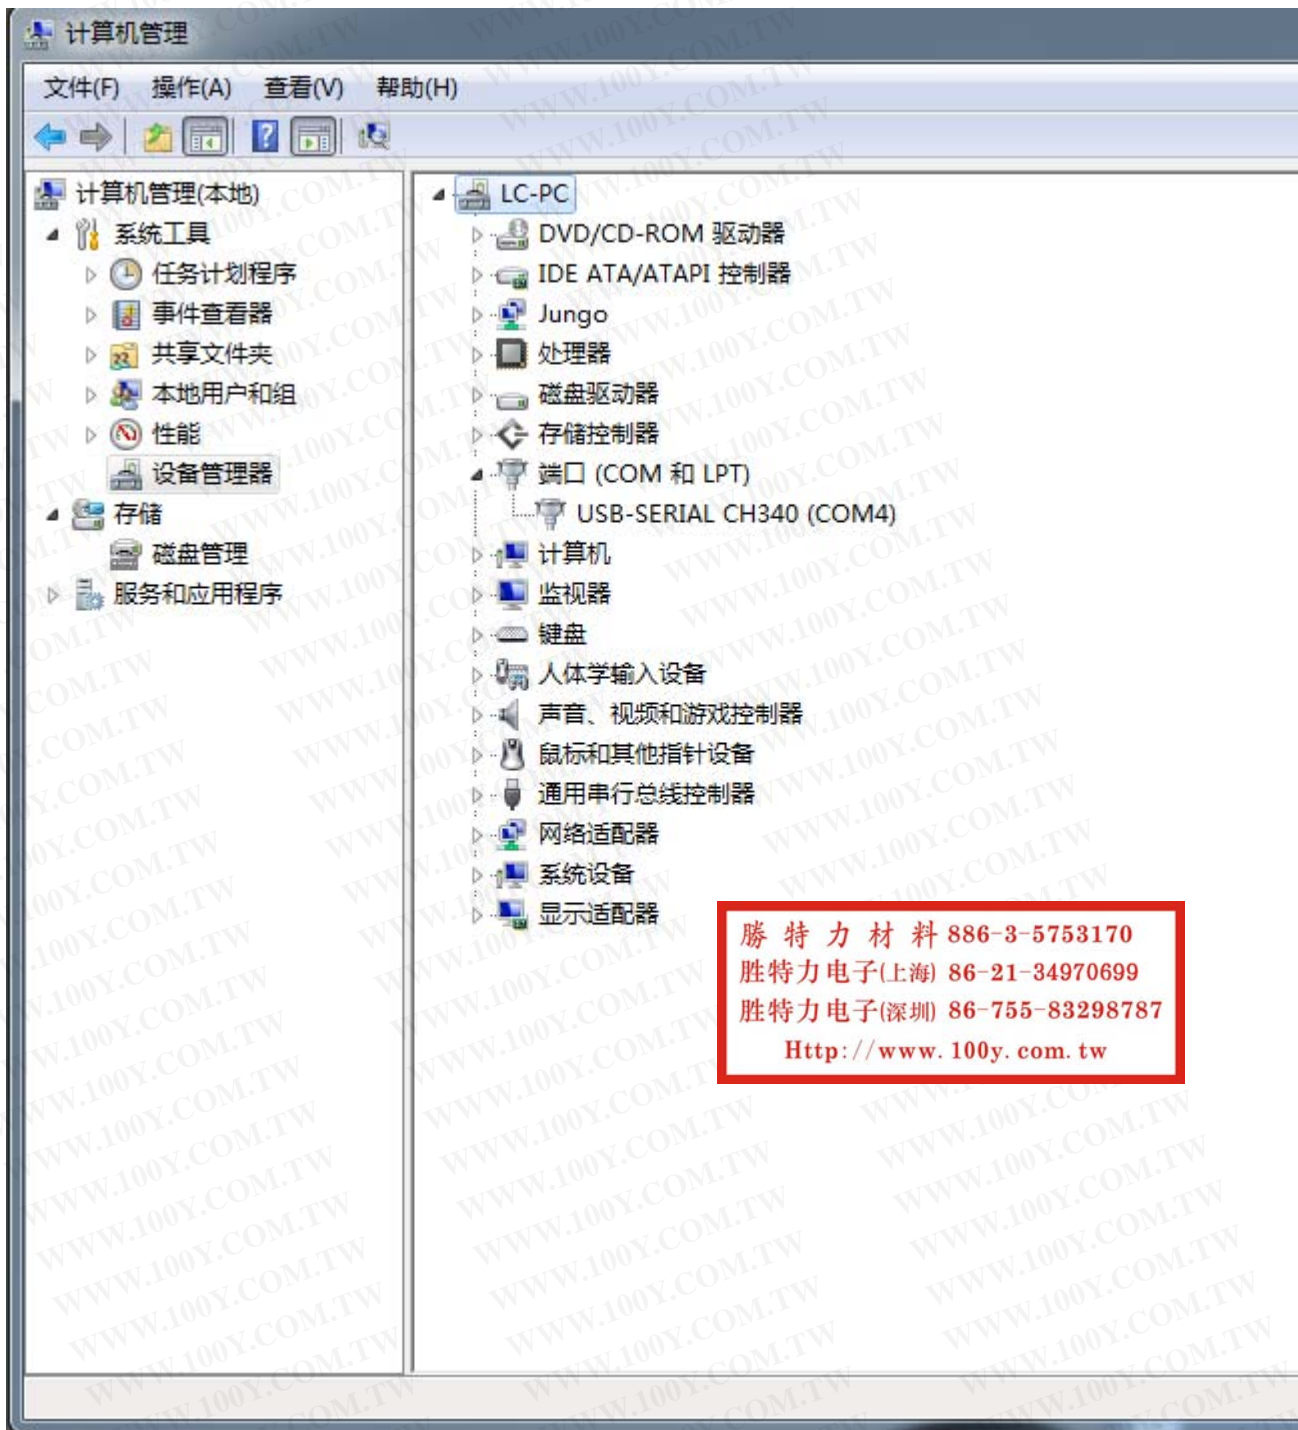 计算机管理
文件(F) 操作(A) 查看(V) 帮助(H)
计算机管理(本地)
系统工具
任务计划程序
事件查看器
共享文件夹
本地用户和组
性能
设备管理器
存储
磁盘管理
服务和应用程序
LC-PC
DVD/CD-ROM 驱动器
IDE ATA/ATAPI 控制器
Jungo
处理器
磁盘驱动器
存储控制器
端口 (COM 和 LPT)
USB-SERIAL CH340 (COM4)
计算机
监视器
键盘
人体学输入设备
声音、视频和游戏控制器
鼠标和其他指针设备
通用串行总线控制器
网络适配器
系统设备
显示适配器
勝 特 力 材 料 886-3-5753170
胜特力电子(上海) 86-21-34970699
胜特力电子(深圳) 86-755-83298787
Http://www.100y.com.tw
WWW.100Y.COM.TW